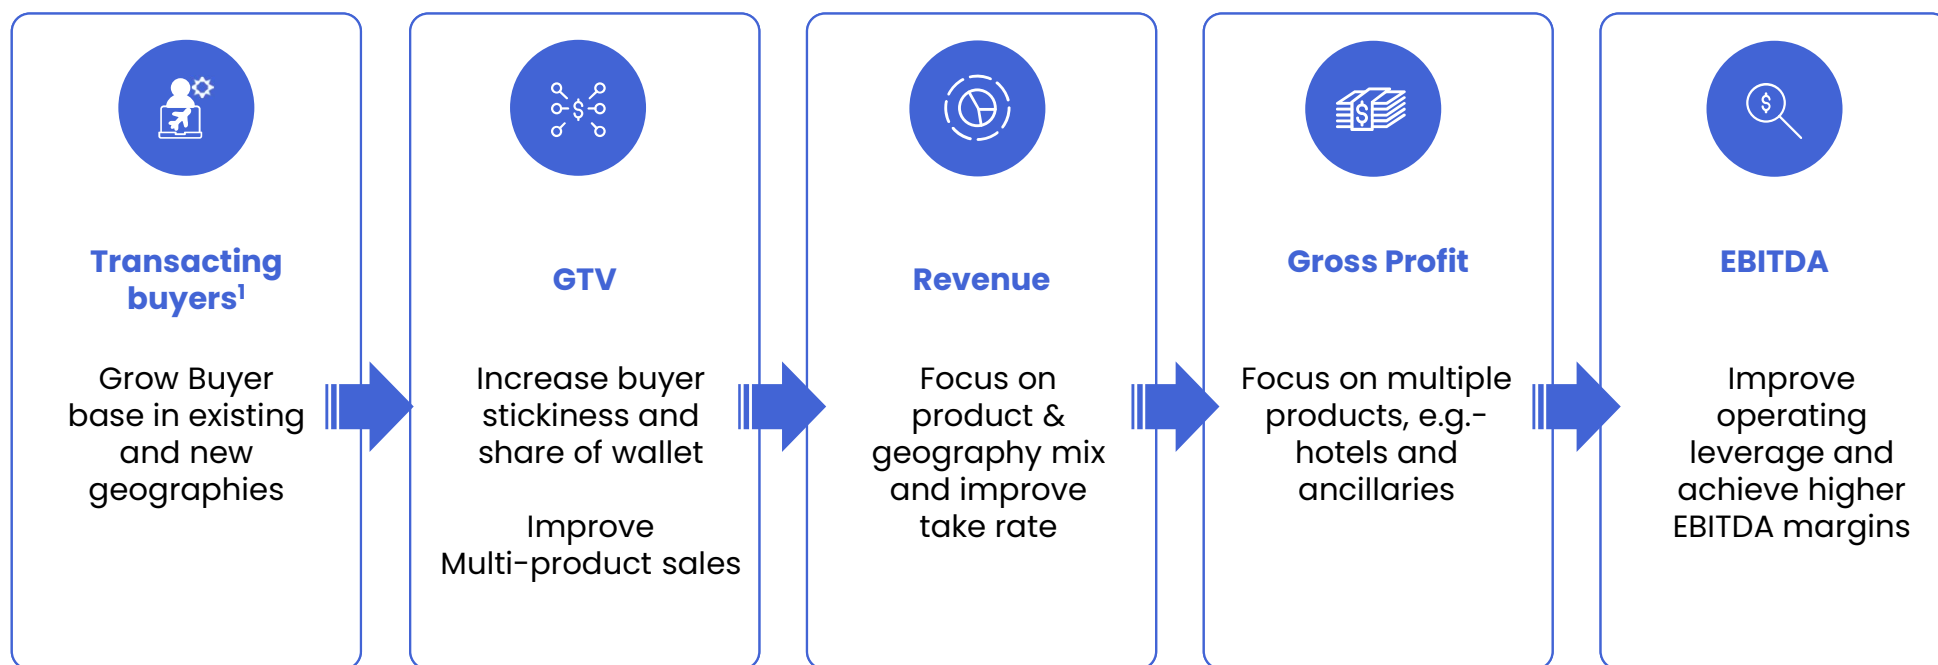 Transacting
buyers¹
Grow Buyer
base in existing
and new
geographies
GTV
Increase buyer
stickiness and
share of wallet
Improve
Multi-product sales
Revenue
Focus on
product &
geography mix
and improve
take rate
Gross Profit
Focus on multiple
products, e.g.-
hotels and
ancillaries
EBITDA
Improve
operating
leverage and
achieve higher
EBITDA margins